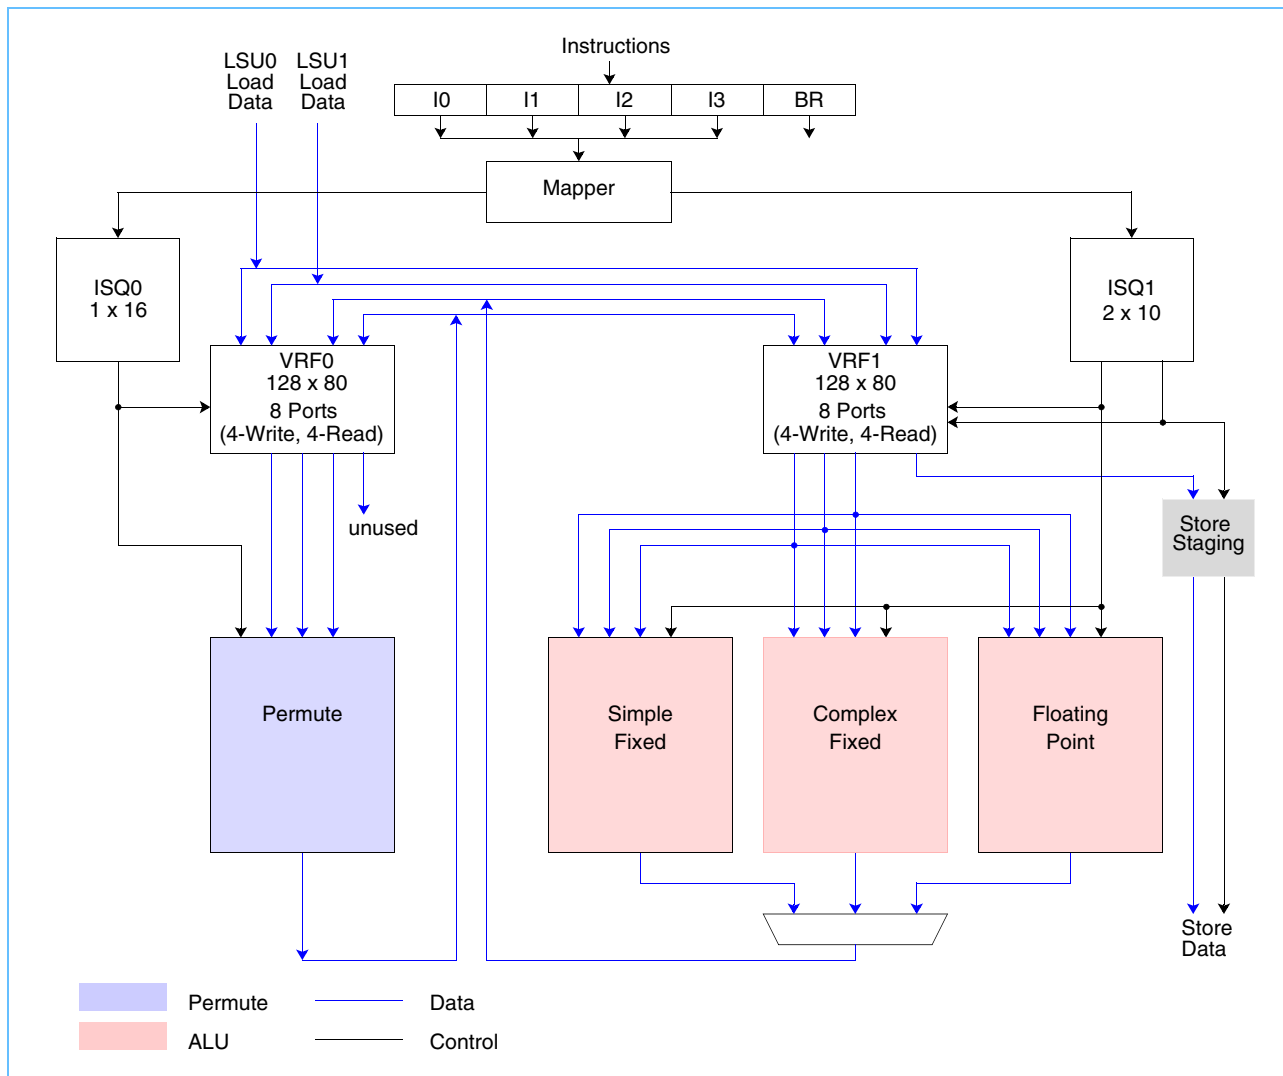 Instructions
LSU0
Load
Data
LSU1
Load
Data
I0 I1 I2 I3 BR
Mapper
ISQ0
1 x 16
ISQ1
2 x 10
VRF0
128 x 80
8 Ports
(4-Write, 4-Read)
VRF1
128 x 80
8 Ports
(4-Write, 4-Read)
unused
Store
Staging
Permute
Simple
Fixed
Complex
Fixed
Floating
Point
Store
Data
Permute Data
ALU Control